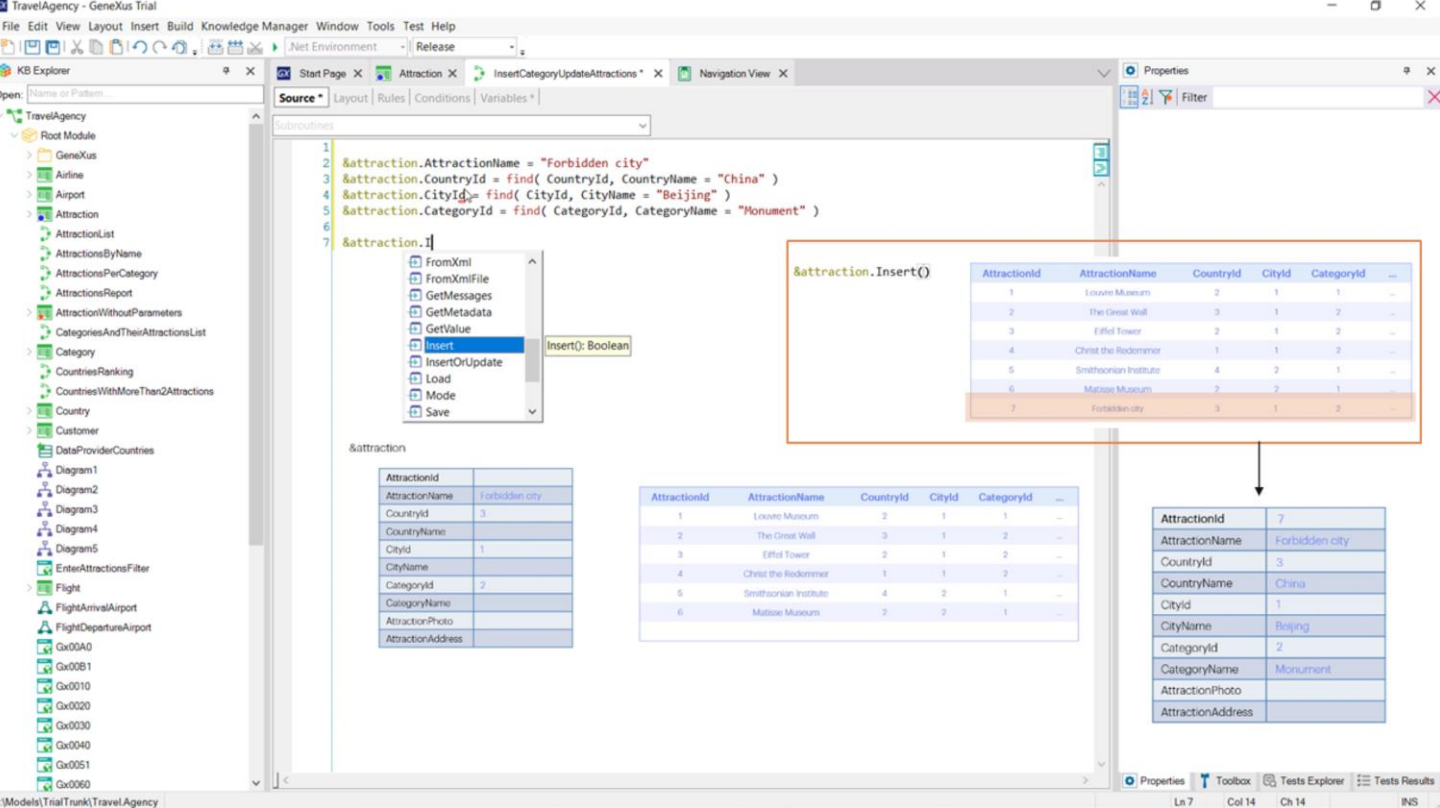 TravelAgency - GeneXus Trial
File Edit View Layout Insert Build Knowledge Manager Window Tools Test Help
.Net Environment Release
KB Explorer
Open: Name or Pattern...
TravelAgency
Root Module
GeneXus
Airline
Airport
Attraction
AttractionList
AttractionsByName
AttractionsPerCategory
AttractionsReport
AttractionWithoutParameters
CategoriesAndTheirAttractionsList
Category
CountriesRanking
CountriesWithMoreThan2Attractions
Country
Customer
DataProviderCountries
Diagram1
Diagram2
Diagram3
Diagram4
Diagram5
EnterAttractionsFilter
Flight
FlightArrivalAirport
FlightDepartureAirport
Gx00A0
Gx00B1
Gx0010
Gx0020
Gx0030
Gx0040
Gx0051
Gx0060
Start Page Attraction InsertCategoryUpdateAttractions * Navigation View
Source * Layout Rules Conditions Variables *
Subroutines
1
2 &attraction.AttractionName = "Forbidden city"
3 &attraction.CountryId = find( CountryId, CountryName = "China" )
4 &attraction.CityId = find( CityId, CityName = "Beijing" )
5 &attraction.CategoryId = find( CategoryId, CategoryName = "Monument" )
6
7 &attraction.I
FromXml
FromXmlFile
GetMessages
GetMetadata
GetValue
Insert Insert(): Boolean
InsertOrUpdate
Load
Mode
Save
&attraction
AttractionId
AttractionName Forbidden city
CountryId 3
CountryName
CityId 1
CityName
CategoryId 2
CategoryName
AttractionPhoto
AttractionAddress
AttractionId AttractionName CountryId CityId CategoryId ...
1 Louvre Museum 2 1 1 ...
2 The Great Wall 3 1 2 ...
3 Eiffel Tower 2 1 2 ...
4 Christ the Redemmer 1 1 2 ...
5 Smithsonian Institute 4 2 1 ...
6 Matisse Museum 2 2 1 ...
&attraction.Insert()
AttractionId AttractionName CountryId CityId CategoryId ...
1 Louvre Museum 2 1 1 ...
2 The Great Wall 3 1 2 ...
3 Eiffel Tower 2 1 2 ...
4 Christ the Redemmer 1 1 2 ...
5 Smithsonian Institute 4 2 1 ...
6 Matisse Museum 2 2 1 ...
7 Forbidden city 3 1 2 ...
AttractionId 7
AttractionName Forbidden city
CountryId 3
CountryName China
CityId 1
CityName Beijing
CategoryId 2
CategoryName Monument
AttractionPhoto
AttractionAddress
Properties
Filter
Properties Toolbox Tests Explorer Tests Results
:\Models\TrialTrunk\Travel.Agency
Ln 7 Col 14 Ch 14 INS